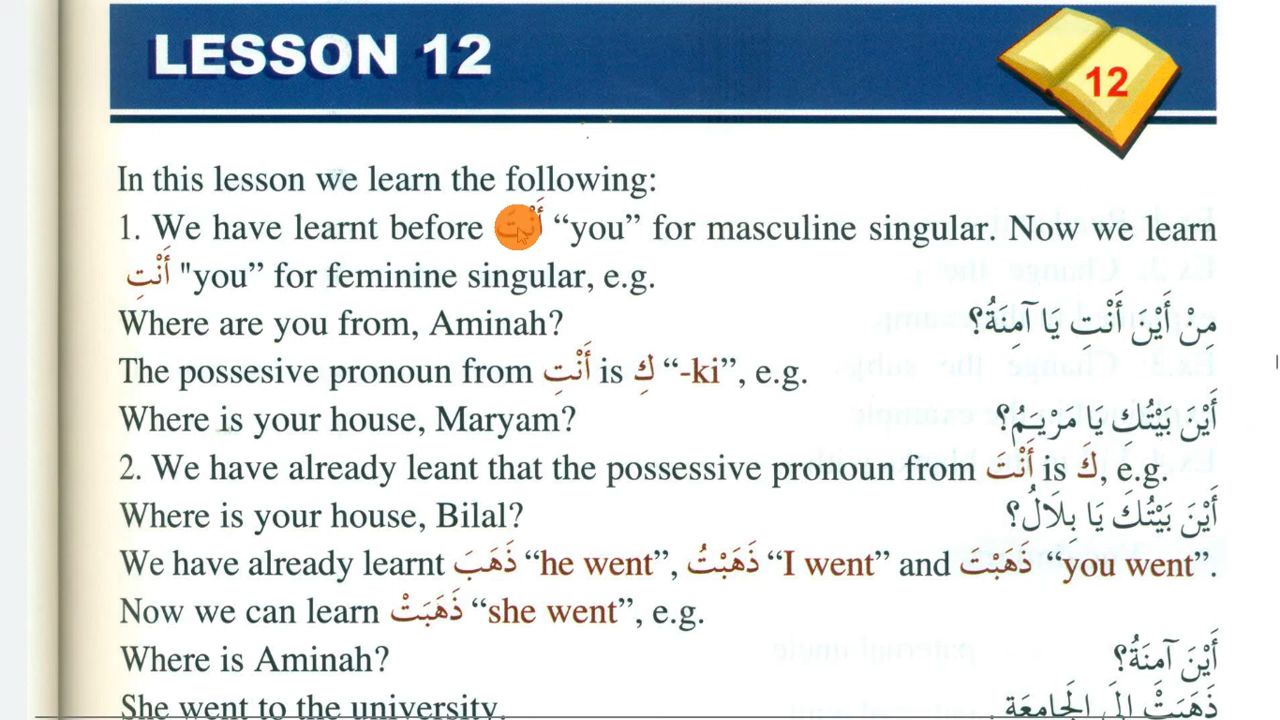 LESSON 12
12
In this lesson we learn the following:
1. We have learnt before أَنْتَ “you” for masculine singular. Now we learn
أَنْتِ "you” for feminine singular, e.g.
Where are you from, Aminah? مِنْ أَيْنَ أَنْتِ يَا آمِنَةُ؟
The possesive pronoun from أَنْتِ is كِ “-ki”, e.g.
Where is your house, Maryam? أَيْنَ بَيْتُكِ يا مَرْيَـمُ؟
2. We have already leant that the possessive pronoun from أَنْتَ is كَ, e.g.
Where is your house, Bilal? أَيْنَ بَيْتُكَ يَا بِلَالُ؟
We have already learnt ذَهَبَ “he went”, ذَهَبْتُ “I went” and ذَهَبْتَ “you went”.
Now we can learn ذَهَبَتْ “she went”, e.g.
Where is Aminah? أَيْنَ آمِنَةُ؟
She went to the university. ذَهَبَتْ إِلَى الْجَامِعَةِ .